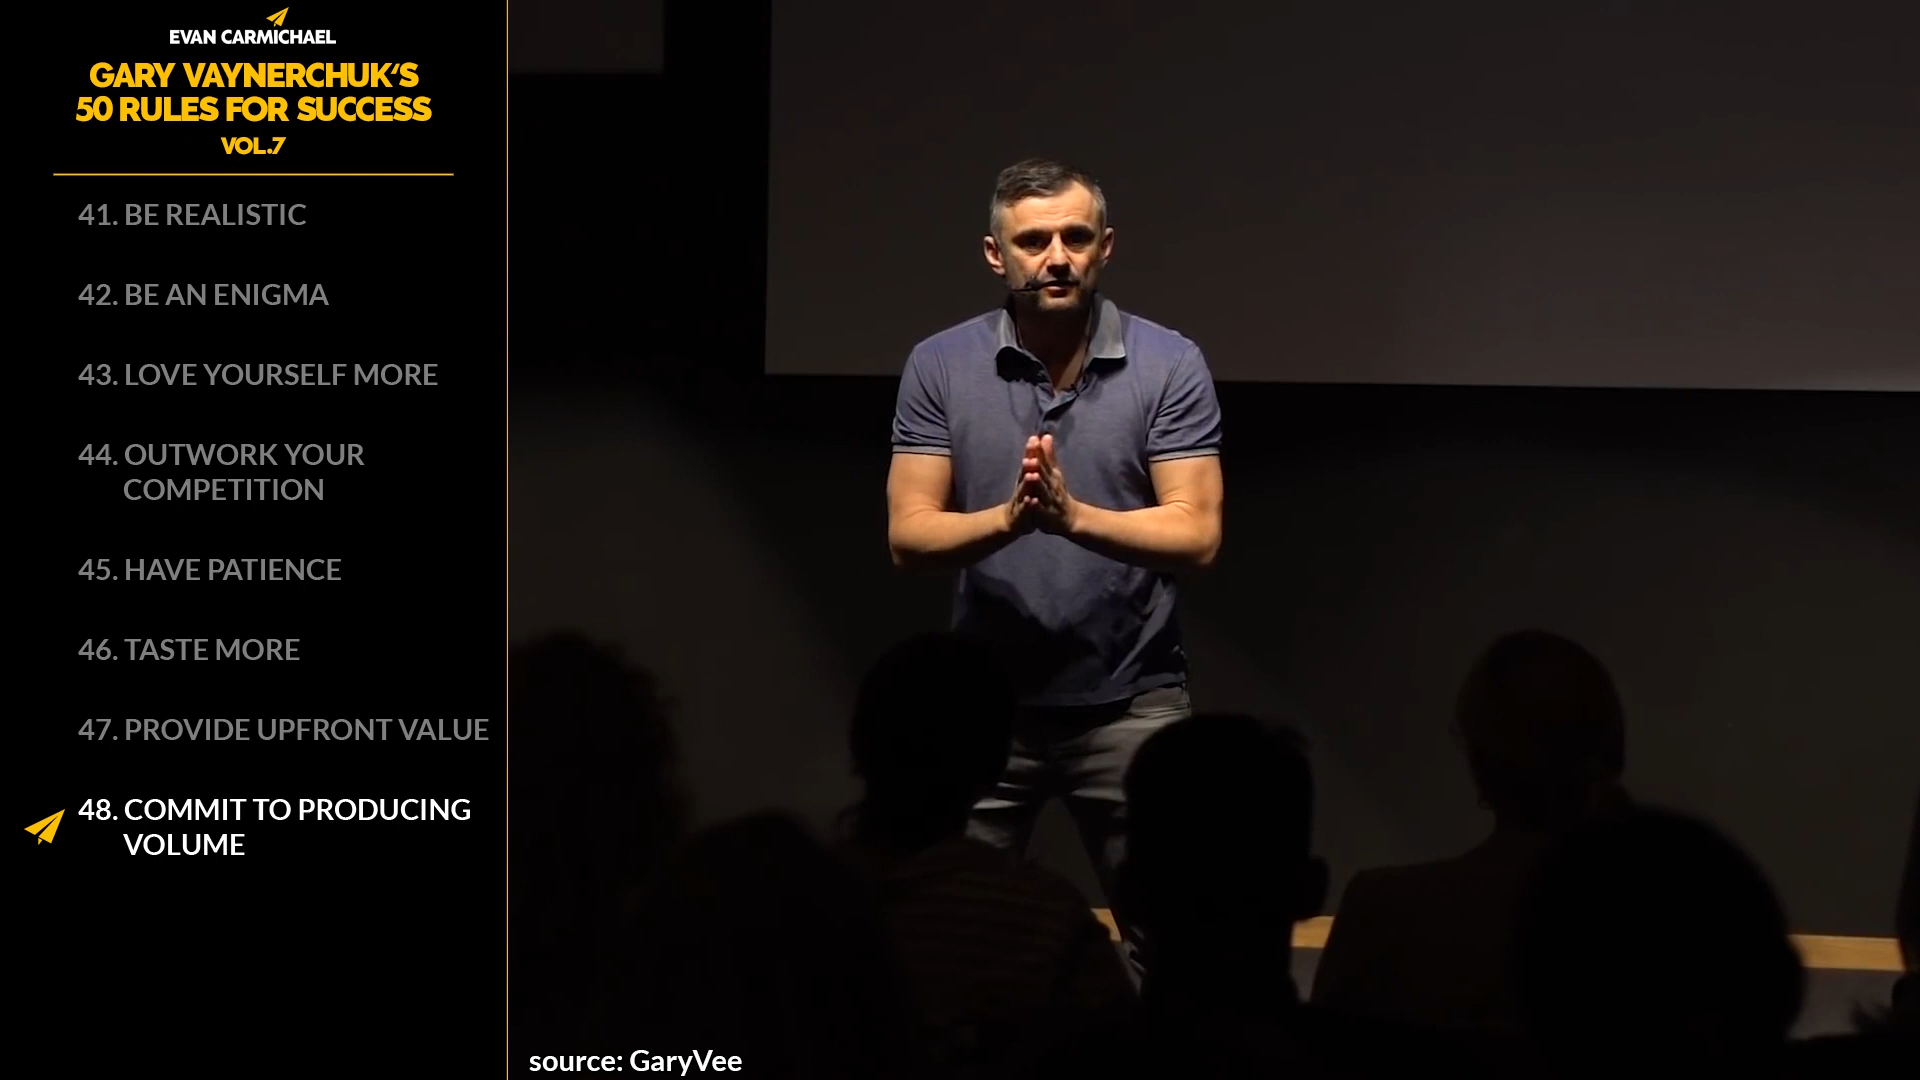 EVAN CARMICHAEL
GARY VAYNERCHUK'S
50 RULES FOR SUCCESS
VOL.7
41. BE REALISTIC
42. BE AN ENIGMA
43. LOVE YOURSELF MORE
44. OUTWORK YOUR
COMPETITION
45. HAVE PATIENCE
46. TASTE MORE
47. PROVIDE UPFRONT VALUE
48. COMMIT TO PRODUCING
VOLUME
source: GaryVee